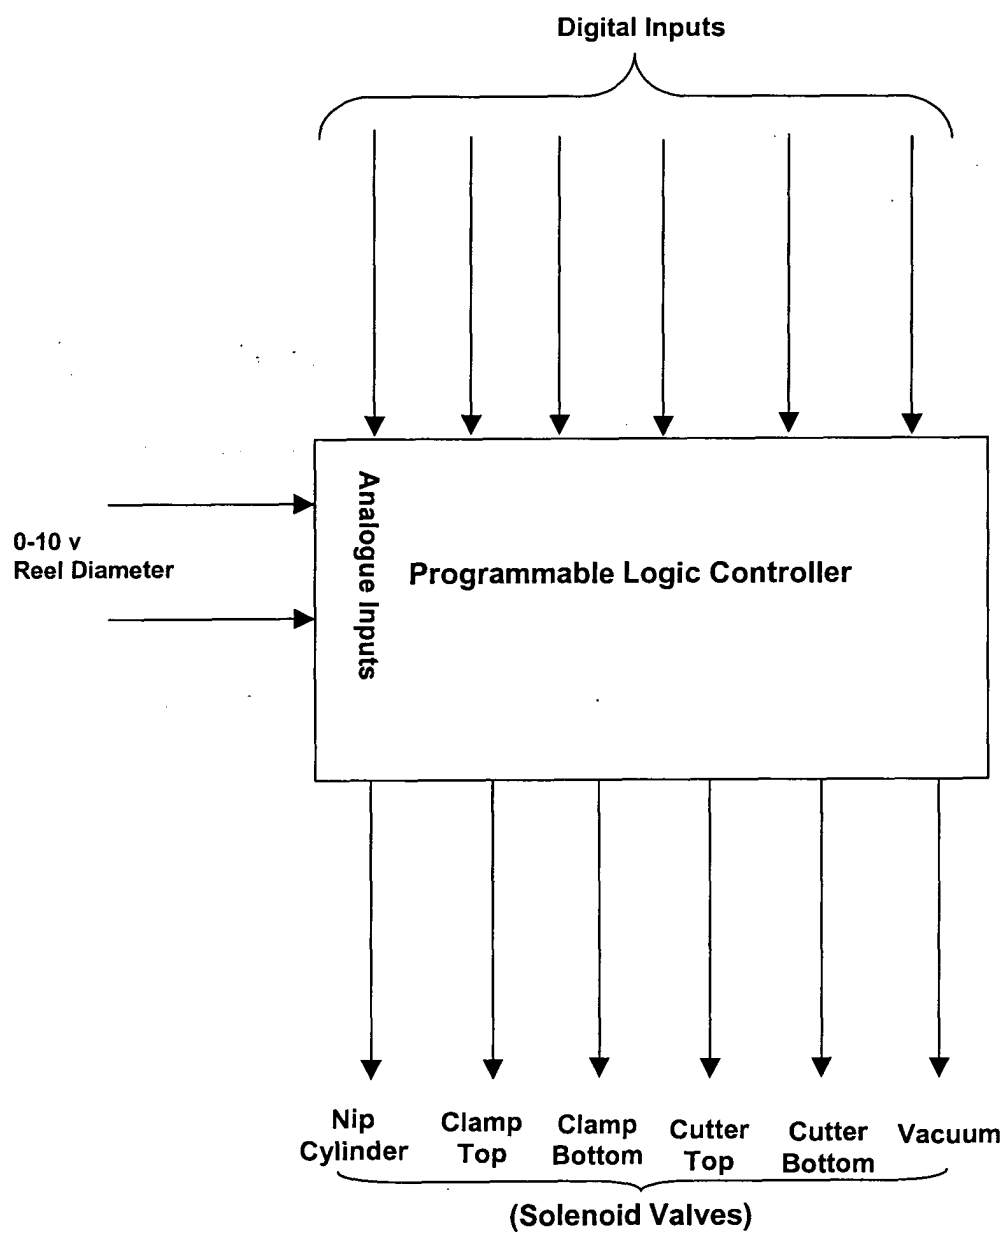 Digital Inputs
Analogue Inputs
0-10 v
Reel Diameter
Programmable Logic Controller
Nip
Cylinder
Clamp
Top
Clamp
Bottom
Cutter
Top
Cutter
Bottom
Vacuum
(Solenoid Valves)